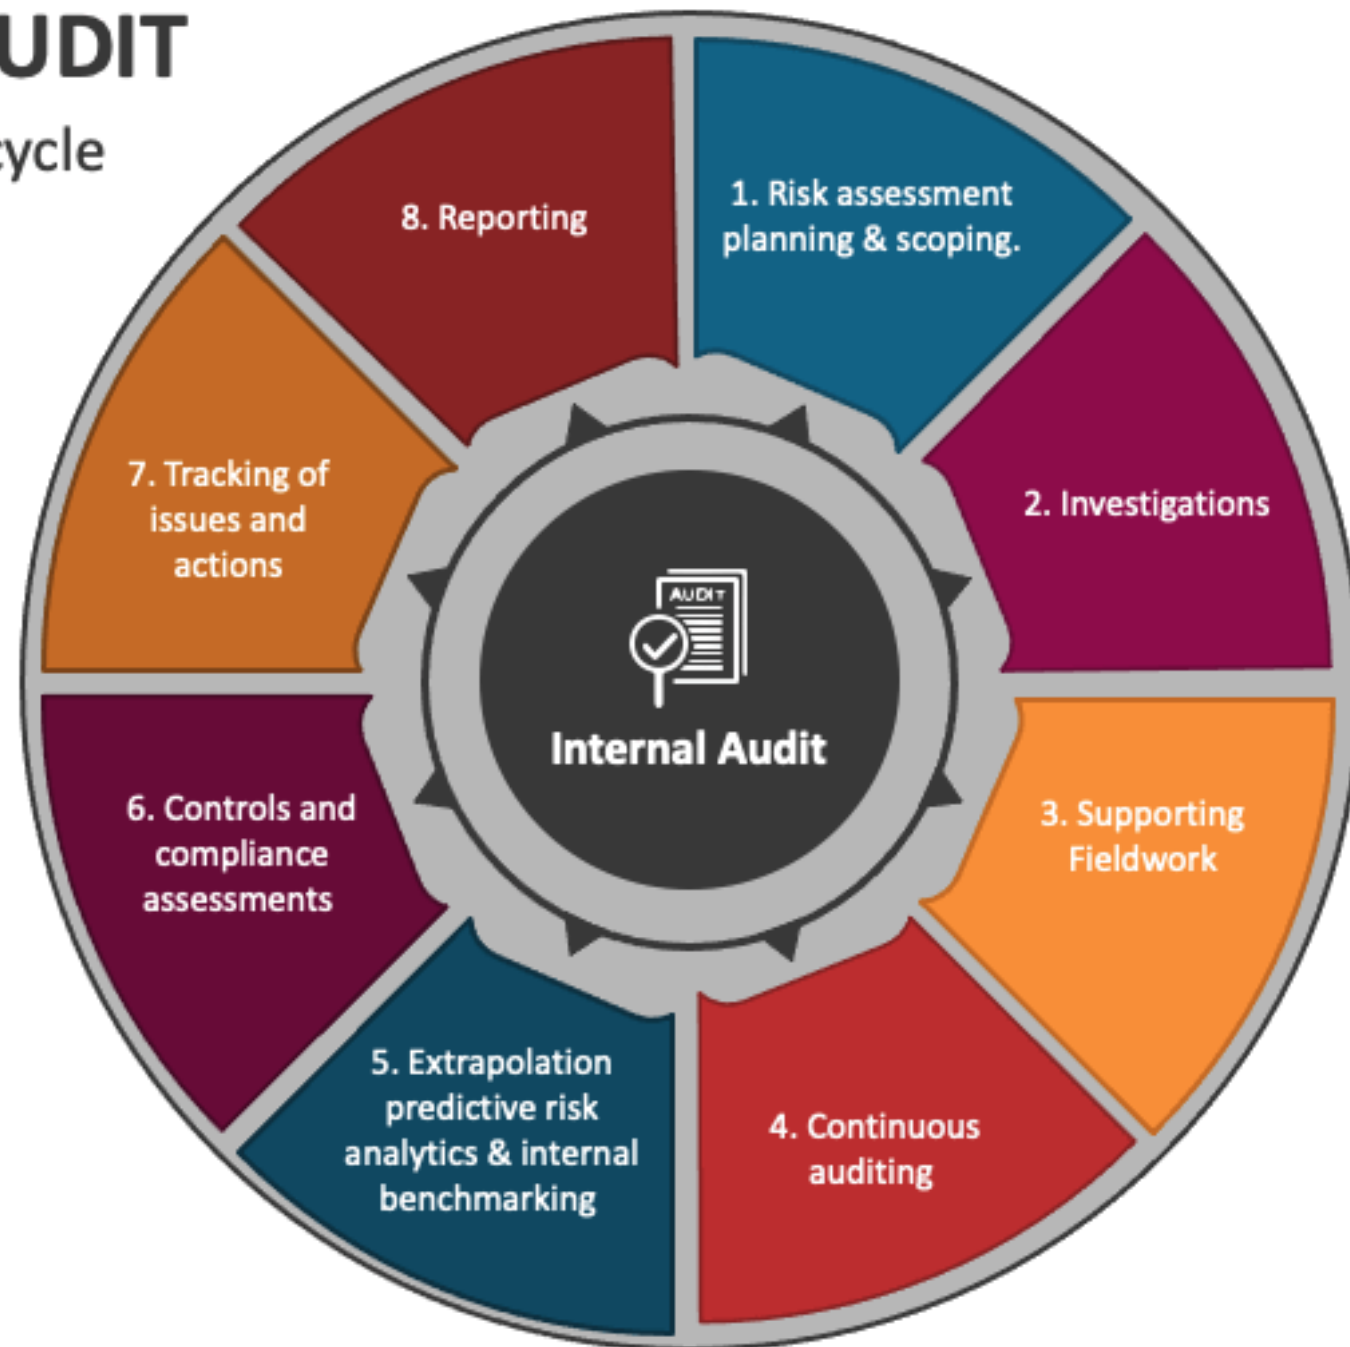 UDIT
cycle
1. Risk assessment
planning & scoping.
2. Investigations
3. Supporting
Fieldwork
4. Continuous
auditing
5. Extrapolation
predictive risk
analytics & internal
benchmarking
6. Controls and
compliance
assessments
7. Tracking of
issues and
actions
8. Reporting
AUDIT
Internal Audit